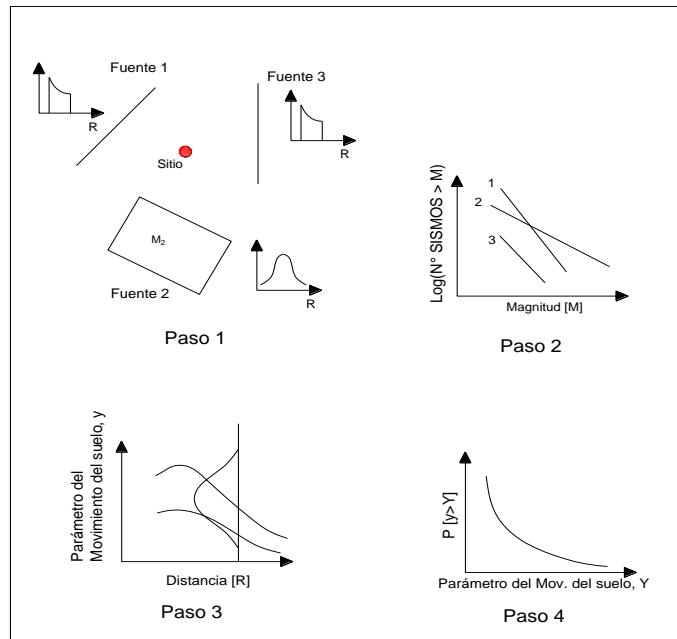 Fuente 1
Fuente 3
R
R
Sitio
M2
R
Fuente 2
Paso 1
Log(N° SISMOS > M)
1
2
3
Magnitud [M]
Paso 2
Parámetro del
Movimiento del suelo, y
Distancia [R]
Paso 3
P [y>Y]
Parámetro del Mov. del suelo, Y
Paso 4